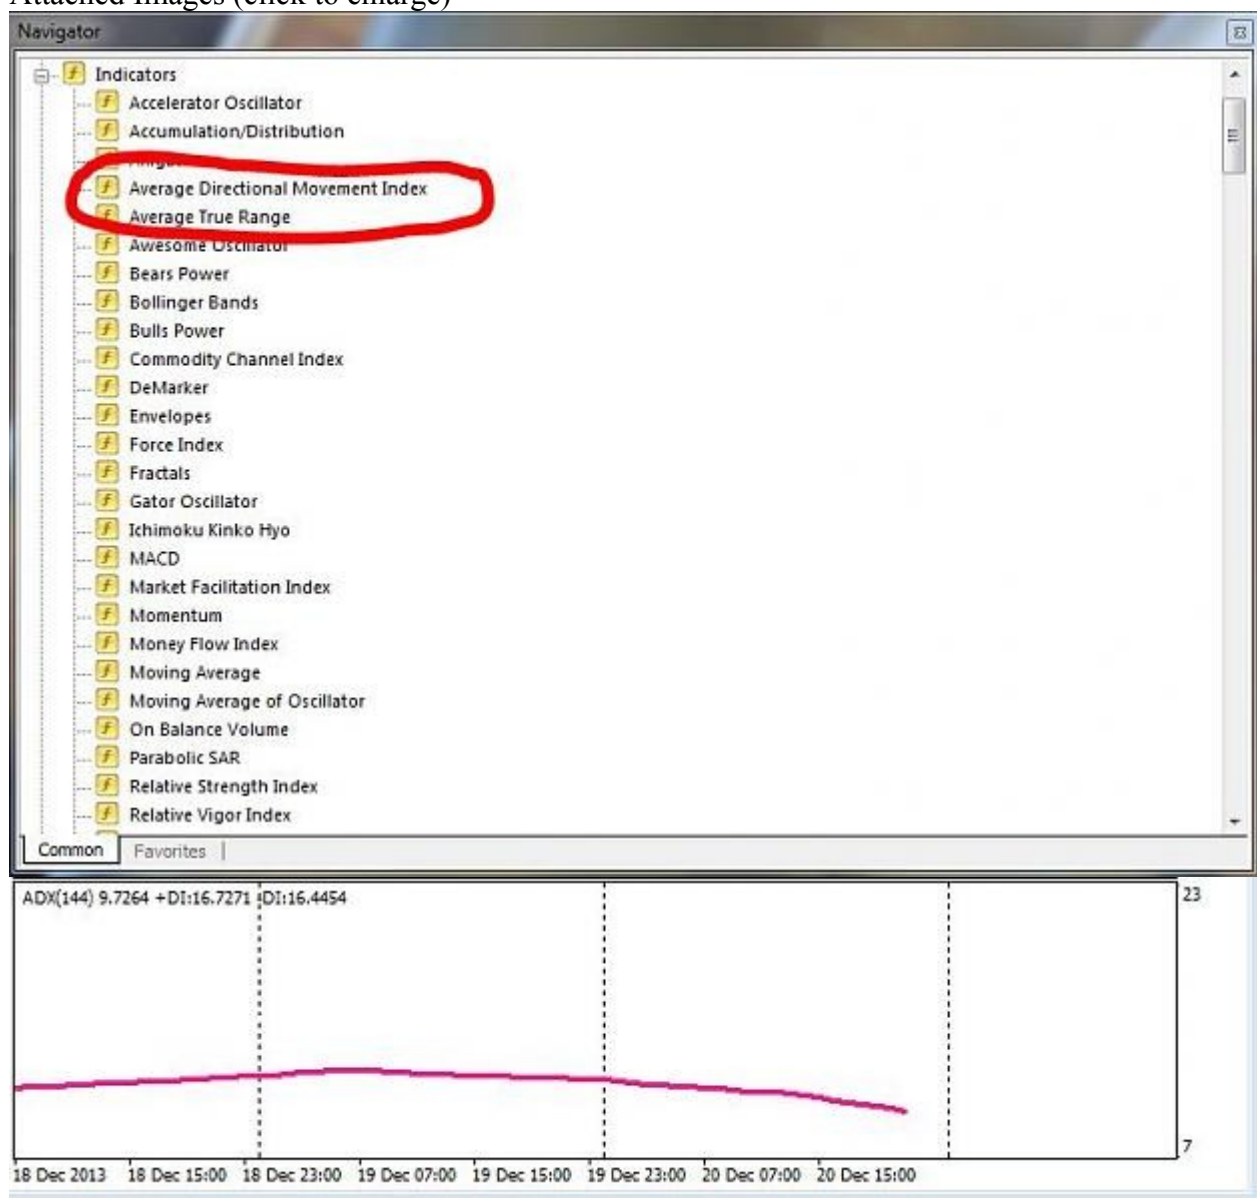 Attached Images (click to enlarge)
Navigator
Indicators
Accelerator Oscillator
Accumulation/Distribution
Average Directional Movement Index
Average True Range
Awesome Oscillator
Bears Power
Bollinger Bands
Bulls Power
Commodity Channel Index
DeMarker
Envelopes
Force Index
Fractals
Gator Oscillator
Ichimoku Kinko Hyo
MACD
Market Facilitation Index
Momentum
Money Flow Index
Moving Average
Moving Average of Oscillator
On Balance Volume
Parabolic SAR
Relative Strength Index
Relative Vigor Index
Common Favorites
ADX(144) 9.7264 +DI:16.7271 -DI:16.4454
23
7
18 Dec 2013 18 Dec 15:00 18 Dec 23:00 19 Dec 07:00 19 Dec 15:00 19 Dec 23:00 20 Dec 07:00 20 Dec 15:00